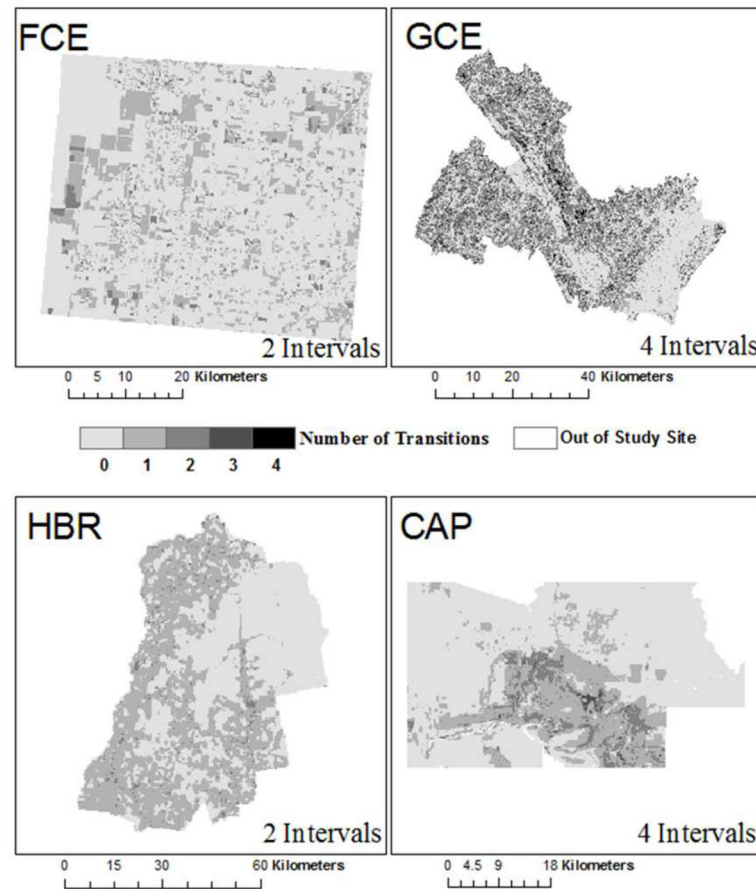 FCE
GCE
2 Intervals
4 Intervals
0 5 10 20 Kilometers
0 10 20 40 Kilometers
Number of Transitions
Out of Study Site
0 1 2 3 4
HBR
CAP
2 Intervals
4 Intervals
0 15 30 60 Kilometers
0 4.5 9 18 Kilometers